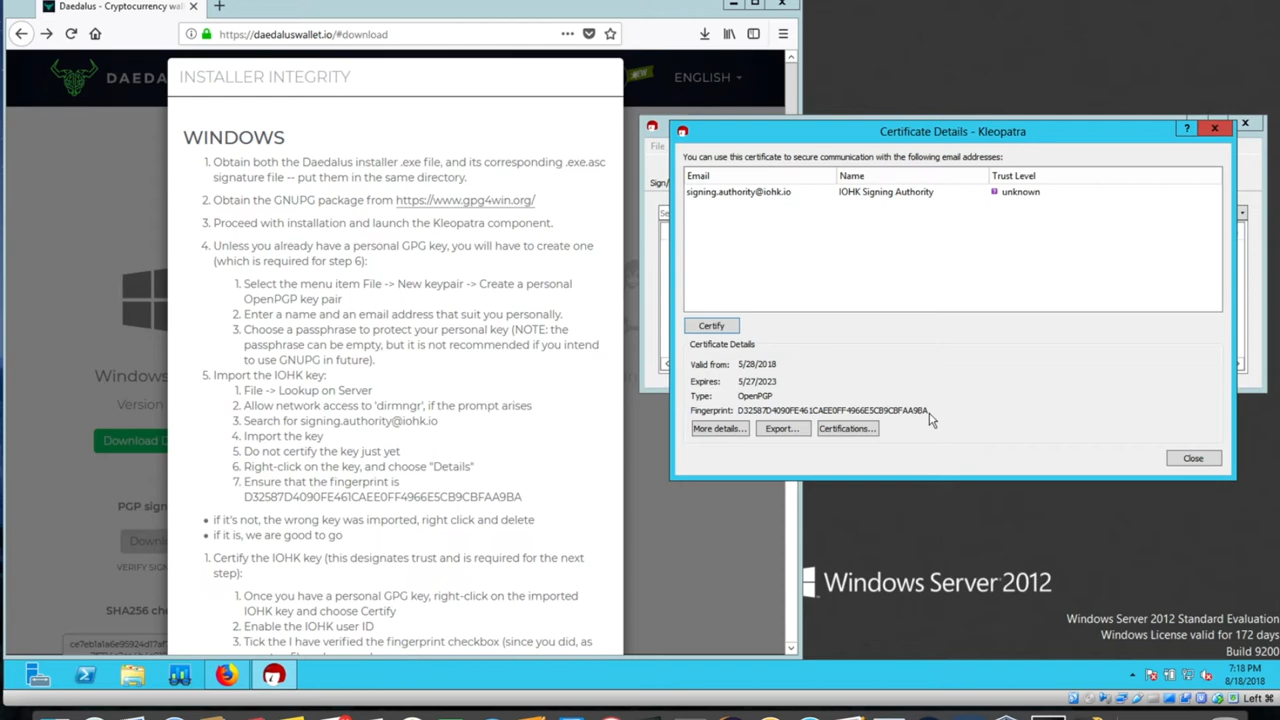 Daedalus - Cryptocurrency wal
https://daedaluswallet.io/#download
DAEDA
ENGLISH
INSTALLER INTEGRITY
WINDOWS
1. Obtain both the Daedalus installer .exe file, and its corresponding .exe.asc
signature file -- put them in the same directory.
2. Obtain the GNUPG package from https://www.gpg4win.org/
3. Proceed with installation and launch the Kleopatra component.
4. Unless you already have a personal GPG key, you will have to create one
(which is required for step 6):
1. Select the menu item File -> New keypair -> Create a personal
OpenPGP key pair
2. Enter a name and an email address that suit you personally.
3. Choose a passphrase to protect your personal key (NOTE: the
passphrase can be empty, but it is not recommended if you intend
to use GNUPG in future).
5. Import the IOHK key:
1. File -> Lookup on Server
2. Allow network access to 'dirmngr', if the prompt arises
3. Search for signing.authority@iohk.io
4. Import the key
5. Do not certify the key just yet
6. Right-click on the key, and choose "Details"
7. Ensure that the fingerprint is
D32587D4090FE461CAEE0FF4966E5CB9CBFAA9BA
• if it's not, the wrong key was imported, right click and delete
• if it is, we are good to go
1. Certify the IOHK key (this designates trust and is required for the next
step):
1. Once you have a personal GPG key, right-click on the imported
IOHK key and choose Certify
2. Enable the IOHK user ID
3. Tick the I have verified the fingerprint checkbox (since you did, as
Windows
Version
Download D
PGP sign
Downl
VERIFY SIGN
SHA256 che
ce7eb1a1a6e95924d17af
File
Sign/
Se
Certificate Details - Kleopatra
You can use this certificate to secure communication with the following email addresses:
Email Name Trust Level
signing.authority@iohk.io IOHK Signing Authority unknown
Certify
Certificate Details
Valid from: 5/28/2018
Expires: 5/27/2023
Type: OpenPGP
Fingerprint: D32587D4090FE461CAEE0FF4966E5CB9CBFAA9BA
More details... Export... Certifications...
Close
Windows Server 2012
Windows Server 2012 Standard Evaluation
Windows License valid for 172 days
Build 9200
7:18 PM
8/18/2018
Left ⌘